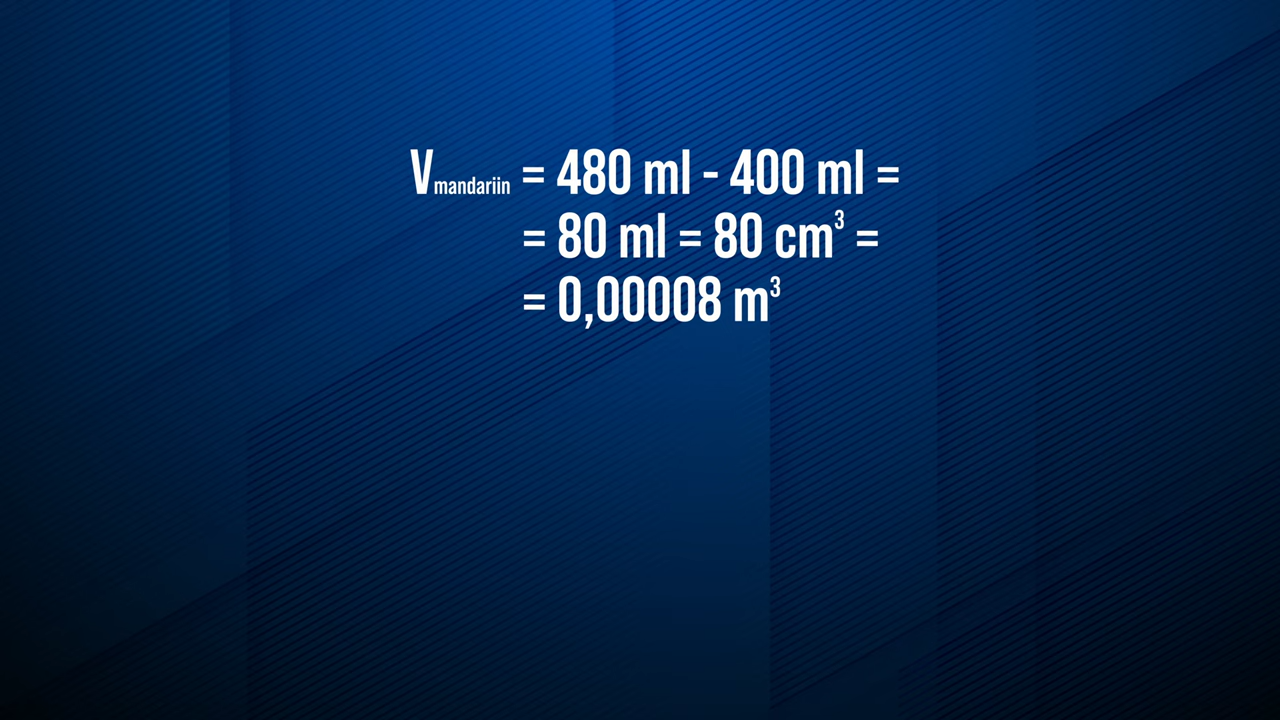 Vmandariin = 480 ml - 400 ml =
= 80 ml = 80 cm³ =
= 0,00008 m³